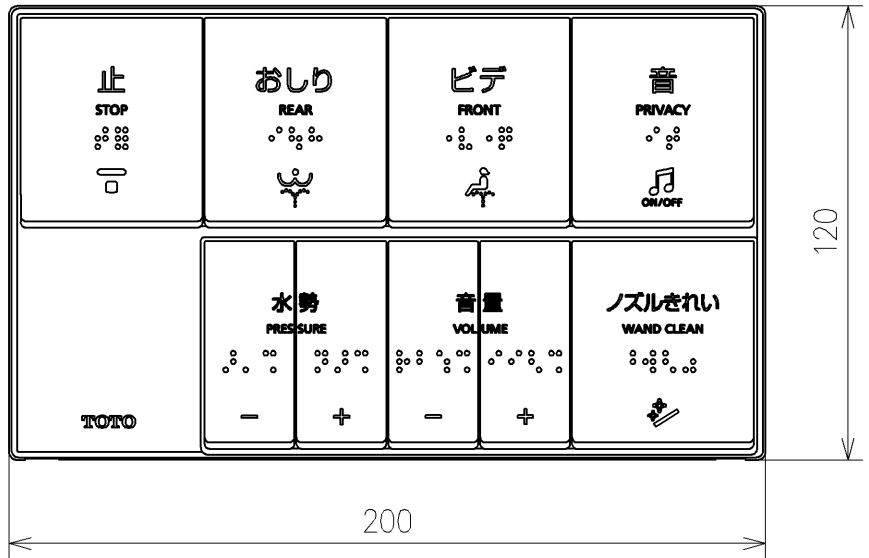 止 おしり ビデ 音
STOP REAR FRONT PRIVACY
ON/OFF
水勢 音量 ノズルきれい
PRESSURE VOLUME WAND CLEAN
− + − +
TOTO
120
200